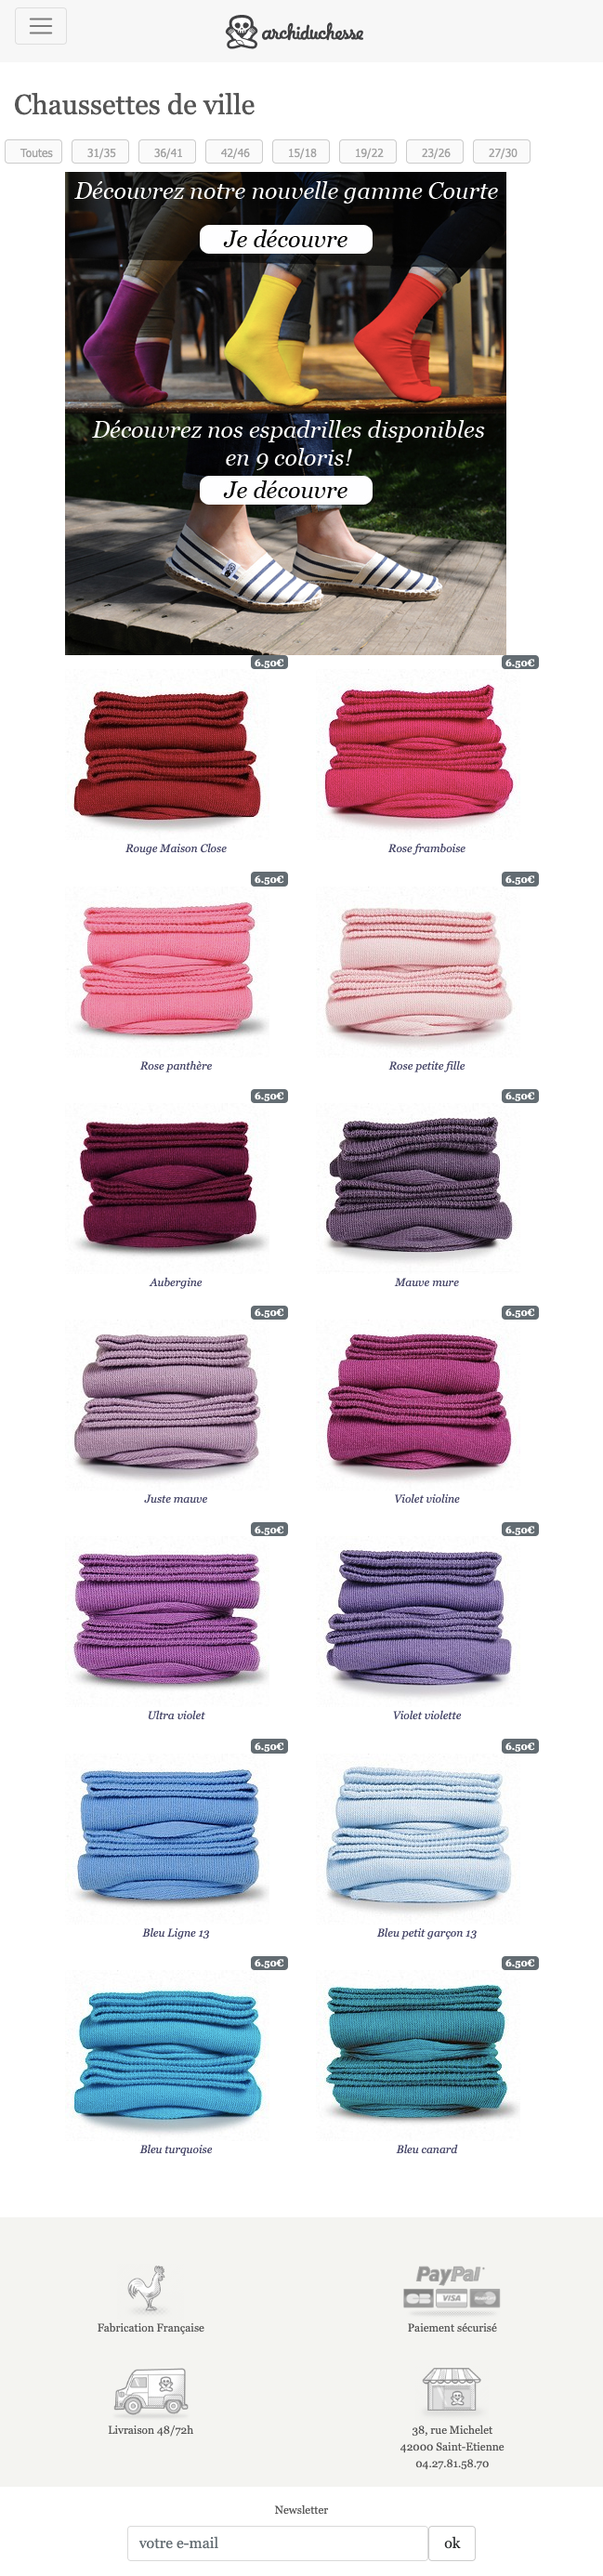 archiduchesse
Chaussettes de ville
Toutes
31/35
36/41
42/46
15/18
19/22
23/26
27/30
Découvrez notre nouvelle gamme Courte
Je découvre
Découvrez nos espadrilles disponibles
en 9 coloris!
Je découvre
6.50€
6.50€
Rouge Maison Close
Rose framboise
6.50€
6.50€
Rose panthère
Rose petite fille
6.50€
6.50€
Aubergine
Mauve mure
6.50€
6.50€
Juste mauve
Violet violine
6.50€
6.50€
Ultra violet
Violet violette
6.50€
6.50€
Bleu Ligne 13
Bleu petit garçon 13
6.50€
6.50€
Bleu turquoise
Bleu canard
Fabrication Française
PayPal
CB
VISA
Paiement sécurisé
Livraison 48/72h
38, rue Michelet
42000 Saint-Etienne
04.27.81.58.70
Newsletter
votre e-mail
ok